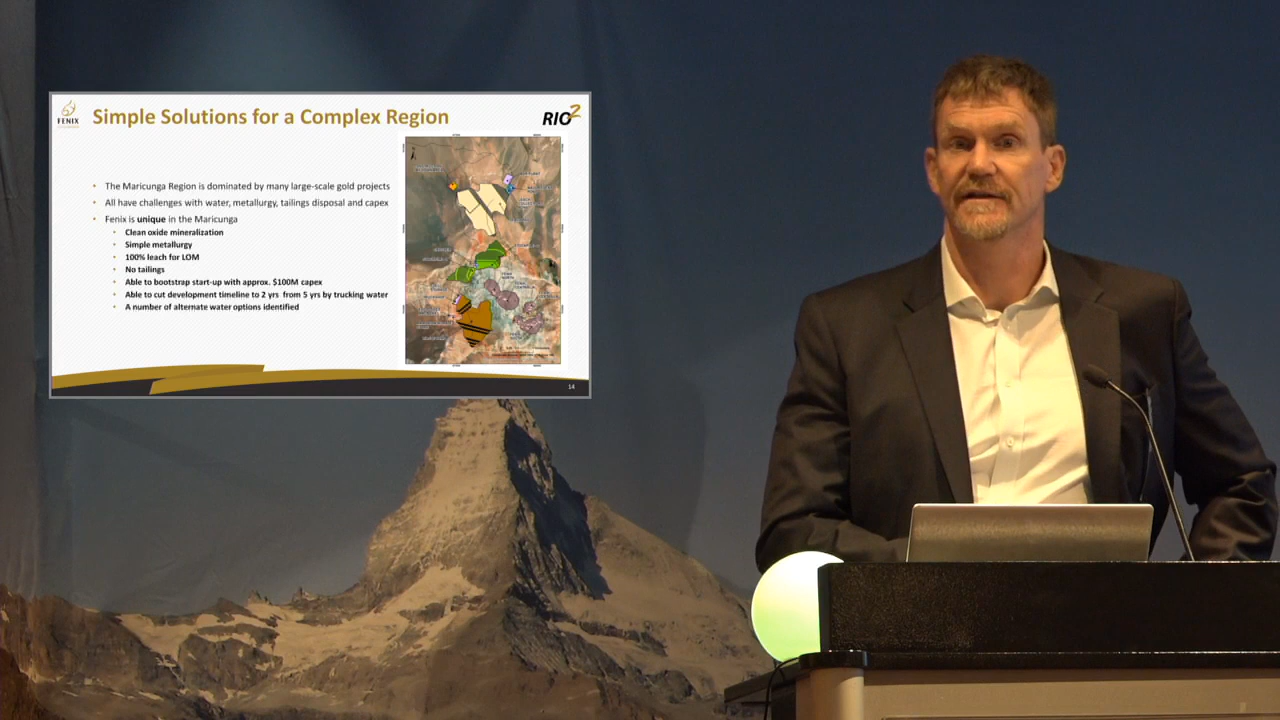 FENIX
Simple Solutions for a Complex Region
RIO2
The Maricunga Region is dominated by many large-scale gold projects
All have challenges with water, metallurgy, tailings disposal and capex
Fenix is unique in the Maricunga
Clean oxide mineralization
Simple metallurgy
100% leach for LOM
No tailings
Able to bootstrap start-up with approx. $100M capex
Able to cut development timeline to 2 yrs from 5 yrs by trucking water
A number of alternate water options identified
14